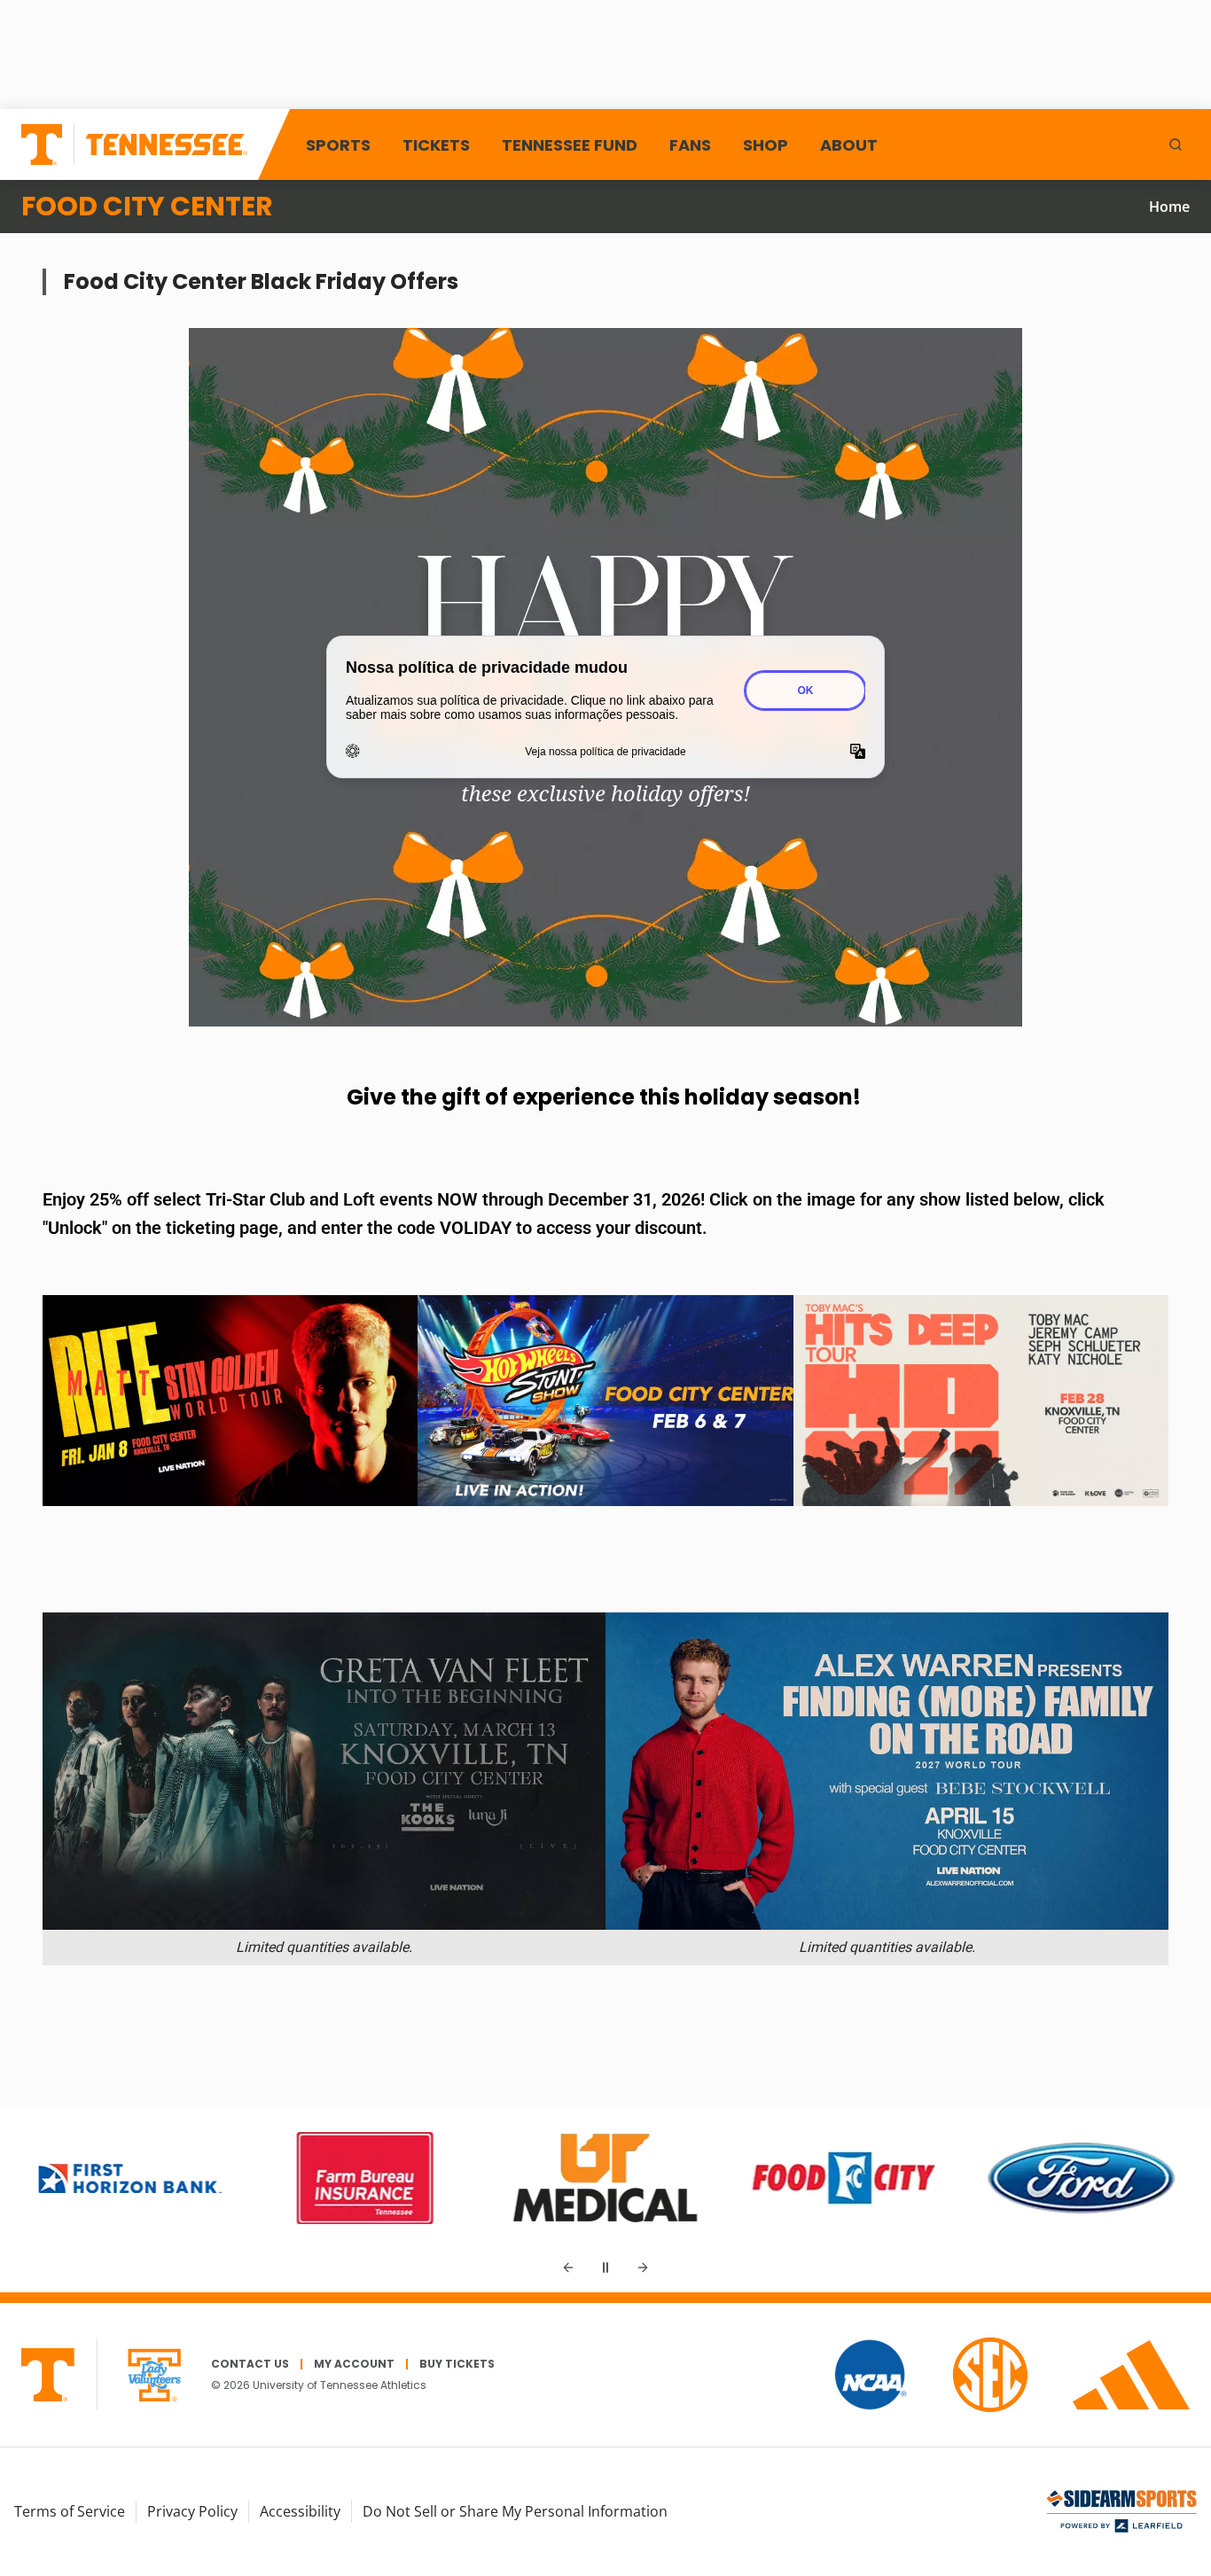 TENNESSEE
SPORTS
TICKETS
TENNESSEE FUND
FANS
SHOP
ABOUT
FOOD CITY CENTER
Home
Food City Center Black Friday Offers
HAPPY
Nossa política de privacidade mudou
Atualizamos sua política de privacidade. Clique no link abaixo para
saber mais sobre como usamos suas informações pessoais.
OK
Veja nossa política de privacidade
these exclusive holiday offers!
Give the gift of experience this holiday season!
Enjoy 25% off select Tri-Star Club and Loft events NOW through December 31, 2026! Click on the image for any show listed below, click
"Unlock" on the ticketing page, and enter the code VOLIDAY to access your discount.
MATT RIFE
STAY GOLDEN
WORLD TOUR
FRI. JAN 8
FOOD CITY CENTER
KNOXVILLE, TN
LIVE NATION
HOT WHEELS
STUNT
SHOW
FOOD CITY CENTER
FEB 6 & 7
LIVE IN ACTION!
TOBY MAC'S
HITS DEEP
TOUR
TOBY MAC
JEREMY CAMP
SEPH SCHLUETER
KATY NICHOLE
FEB 28
KNOXVILLE, TN
FOOD CITY
CENTER
K-LOVE
GRETA VAN FLEET
INTO THE BEGINNING
SATURDAY, MARCH 13
KNOXVILLE, TN
FOOD CITY CENTER
WITH SPECIAL GUESTS
THE
KOOKS
luna li
LIVE NATION
ALEX WARREN PRESENTS
FINDING (MORE) FAMILY
ON THE ROAD
2027 WORLD TOUR
with special guest BEBE STOCKWELL
APRIL 15
KNOXVILLE
FOOD CITY CENTER
LIVE NATION
ALEXWARRENOFFICIAL.COM
Limited quantities available.
Limited quantities available.
FIRST
HORIZON BANK
Farm Bureau
INSURANCE
Tennessee
UT
MEDICAL
FOOD CITY
Ford
Lady
Volunteers
CONTACT US
MY ACCOUNT
BUY TICKETS
© 2026 University of Tennessee Athletics
NCAA
SEC
Terms of Service
Privacy Policy
Accessibility
Do Not Sell or Share My Personal Information
SIDEARMSPORTS
POWERED BY LEARFIELD